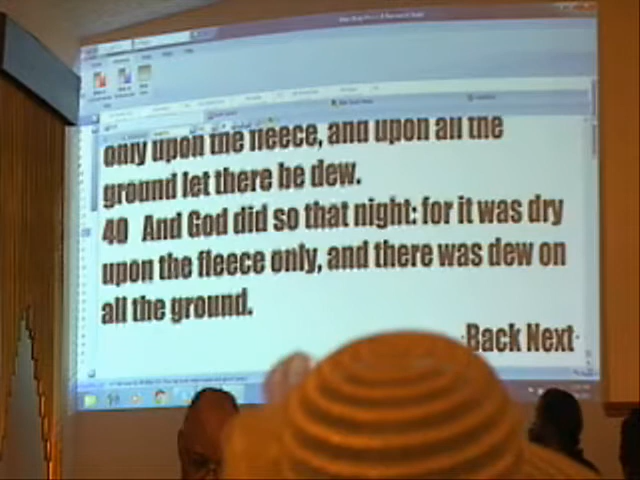 only upon the fleece, and upon all the
ground let there be dew.
40 And God did so that night: for it was dry
upon the fleece only, and there was dew on
all the ground.
Back Next